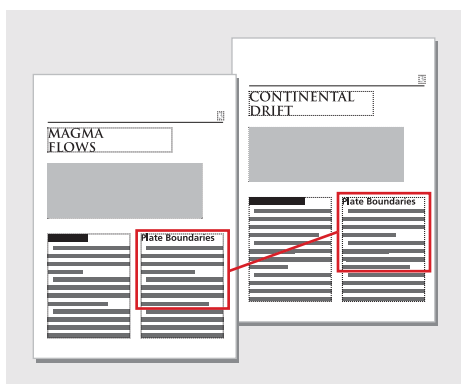 MAGMA
FLOWS
Plate Boundaries
CONTINENTAL
DRIFT
Plate Boundaries